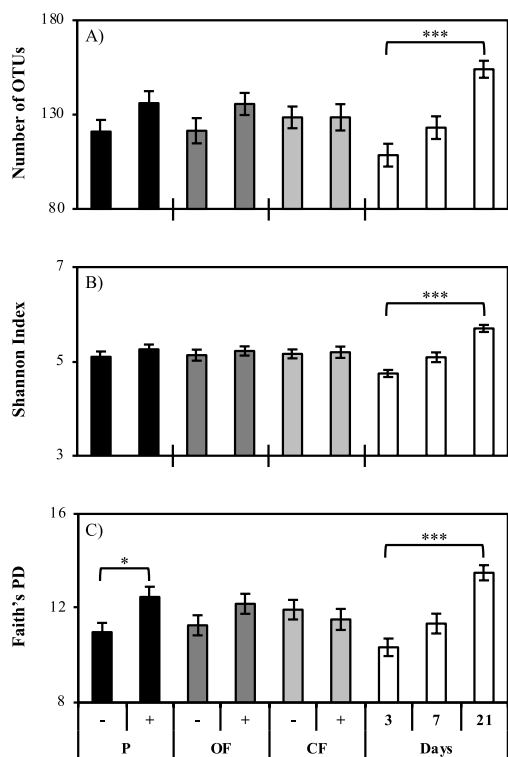 180
A)
***
130
80
Number of OTUs
7
B)
***
5
3
Shannon Index
16
C)
*
***
12
8
Faith's PD
- + - + - + 3 7 21
P OF CF Days